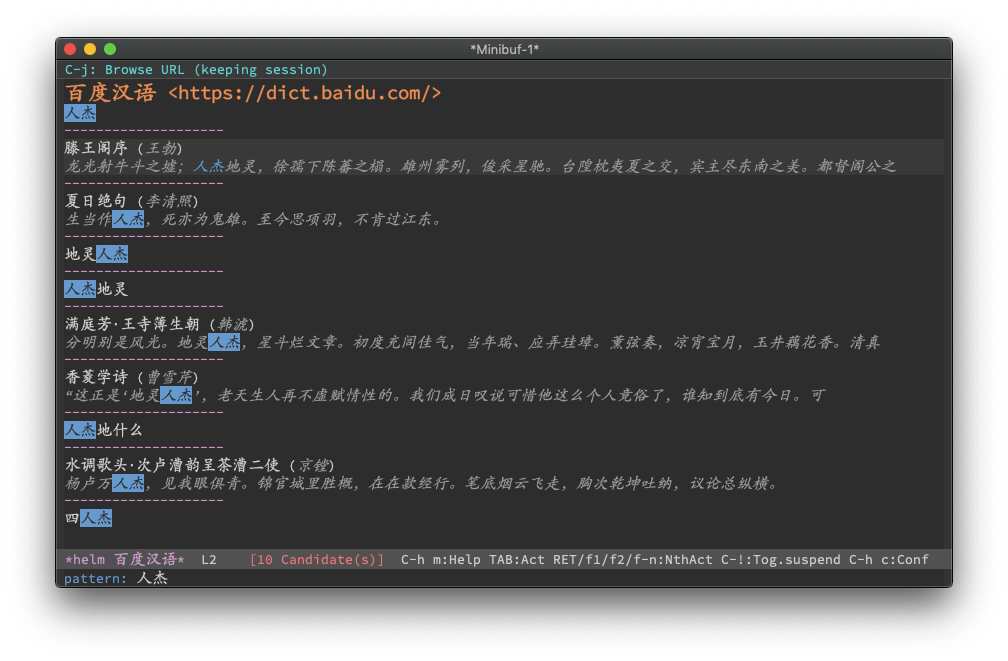 *Minibuf-1*
C-j: Browse URL (keeping session)
百度汉语 <https://dict.baidu.com/>
人杰
--------------------
滕王阁序 (王勃)
龙光射牛斗之墟；人杰地灵，徐孺下陈蕃之榻。雄州雾列，俊采星驰。台隍枕夷夏之交，宾主尽东南之美。都督阎公之
--------------------
夏日绝句 (李清照)
生当作人杰，死亦为鬼雄。至今思项羽，不肯过江东。
--------------------
地灵人杰
--------------------
人杰地灵
--------------------
满庭芳·王寺簿生朝 (韩淲)
分明别是风光。地灵人杰，星斗烂文章。初度充闾佳气，当年瑞、应弄珪璋。薰弦奏，凉宵宝月，玉井藕花香。清真
--------------------
香菱学诗 (曹雪芹)
“这正是‘地灵人杰’，老天生人再不虚赋情性的。我们成日叹说可惜他这么个人竟俗了，谁知到底有今日。可
--------------------
人杰地什么
--------------------
水调歌头·次卢漕韵呈茶漕二使 (京镗)
杨卢万人杰，见我眼俱青。锦官城里胜概，在在款经行。笔底烟云飞走，胸次乾坤吐纳，议论总纵横。
--------------------
四人杰
*helm 百度汉语* L2 [10 Candidate(s)] C-h m:Help TAB:Act RET/f1/f2/f-n:NthAct C-!:Tog.suspend C-h c:Conf
pattern: 人杰